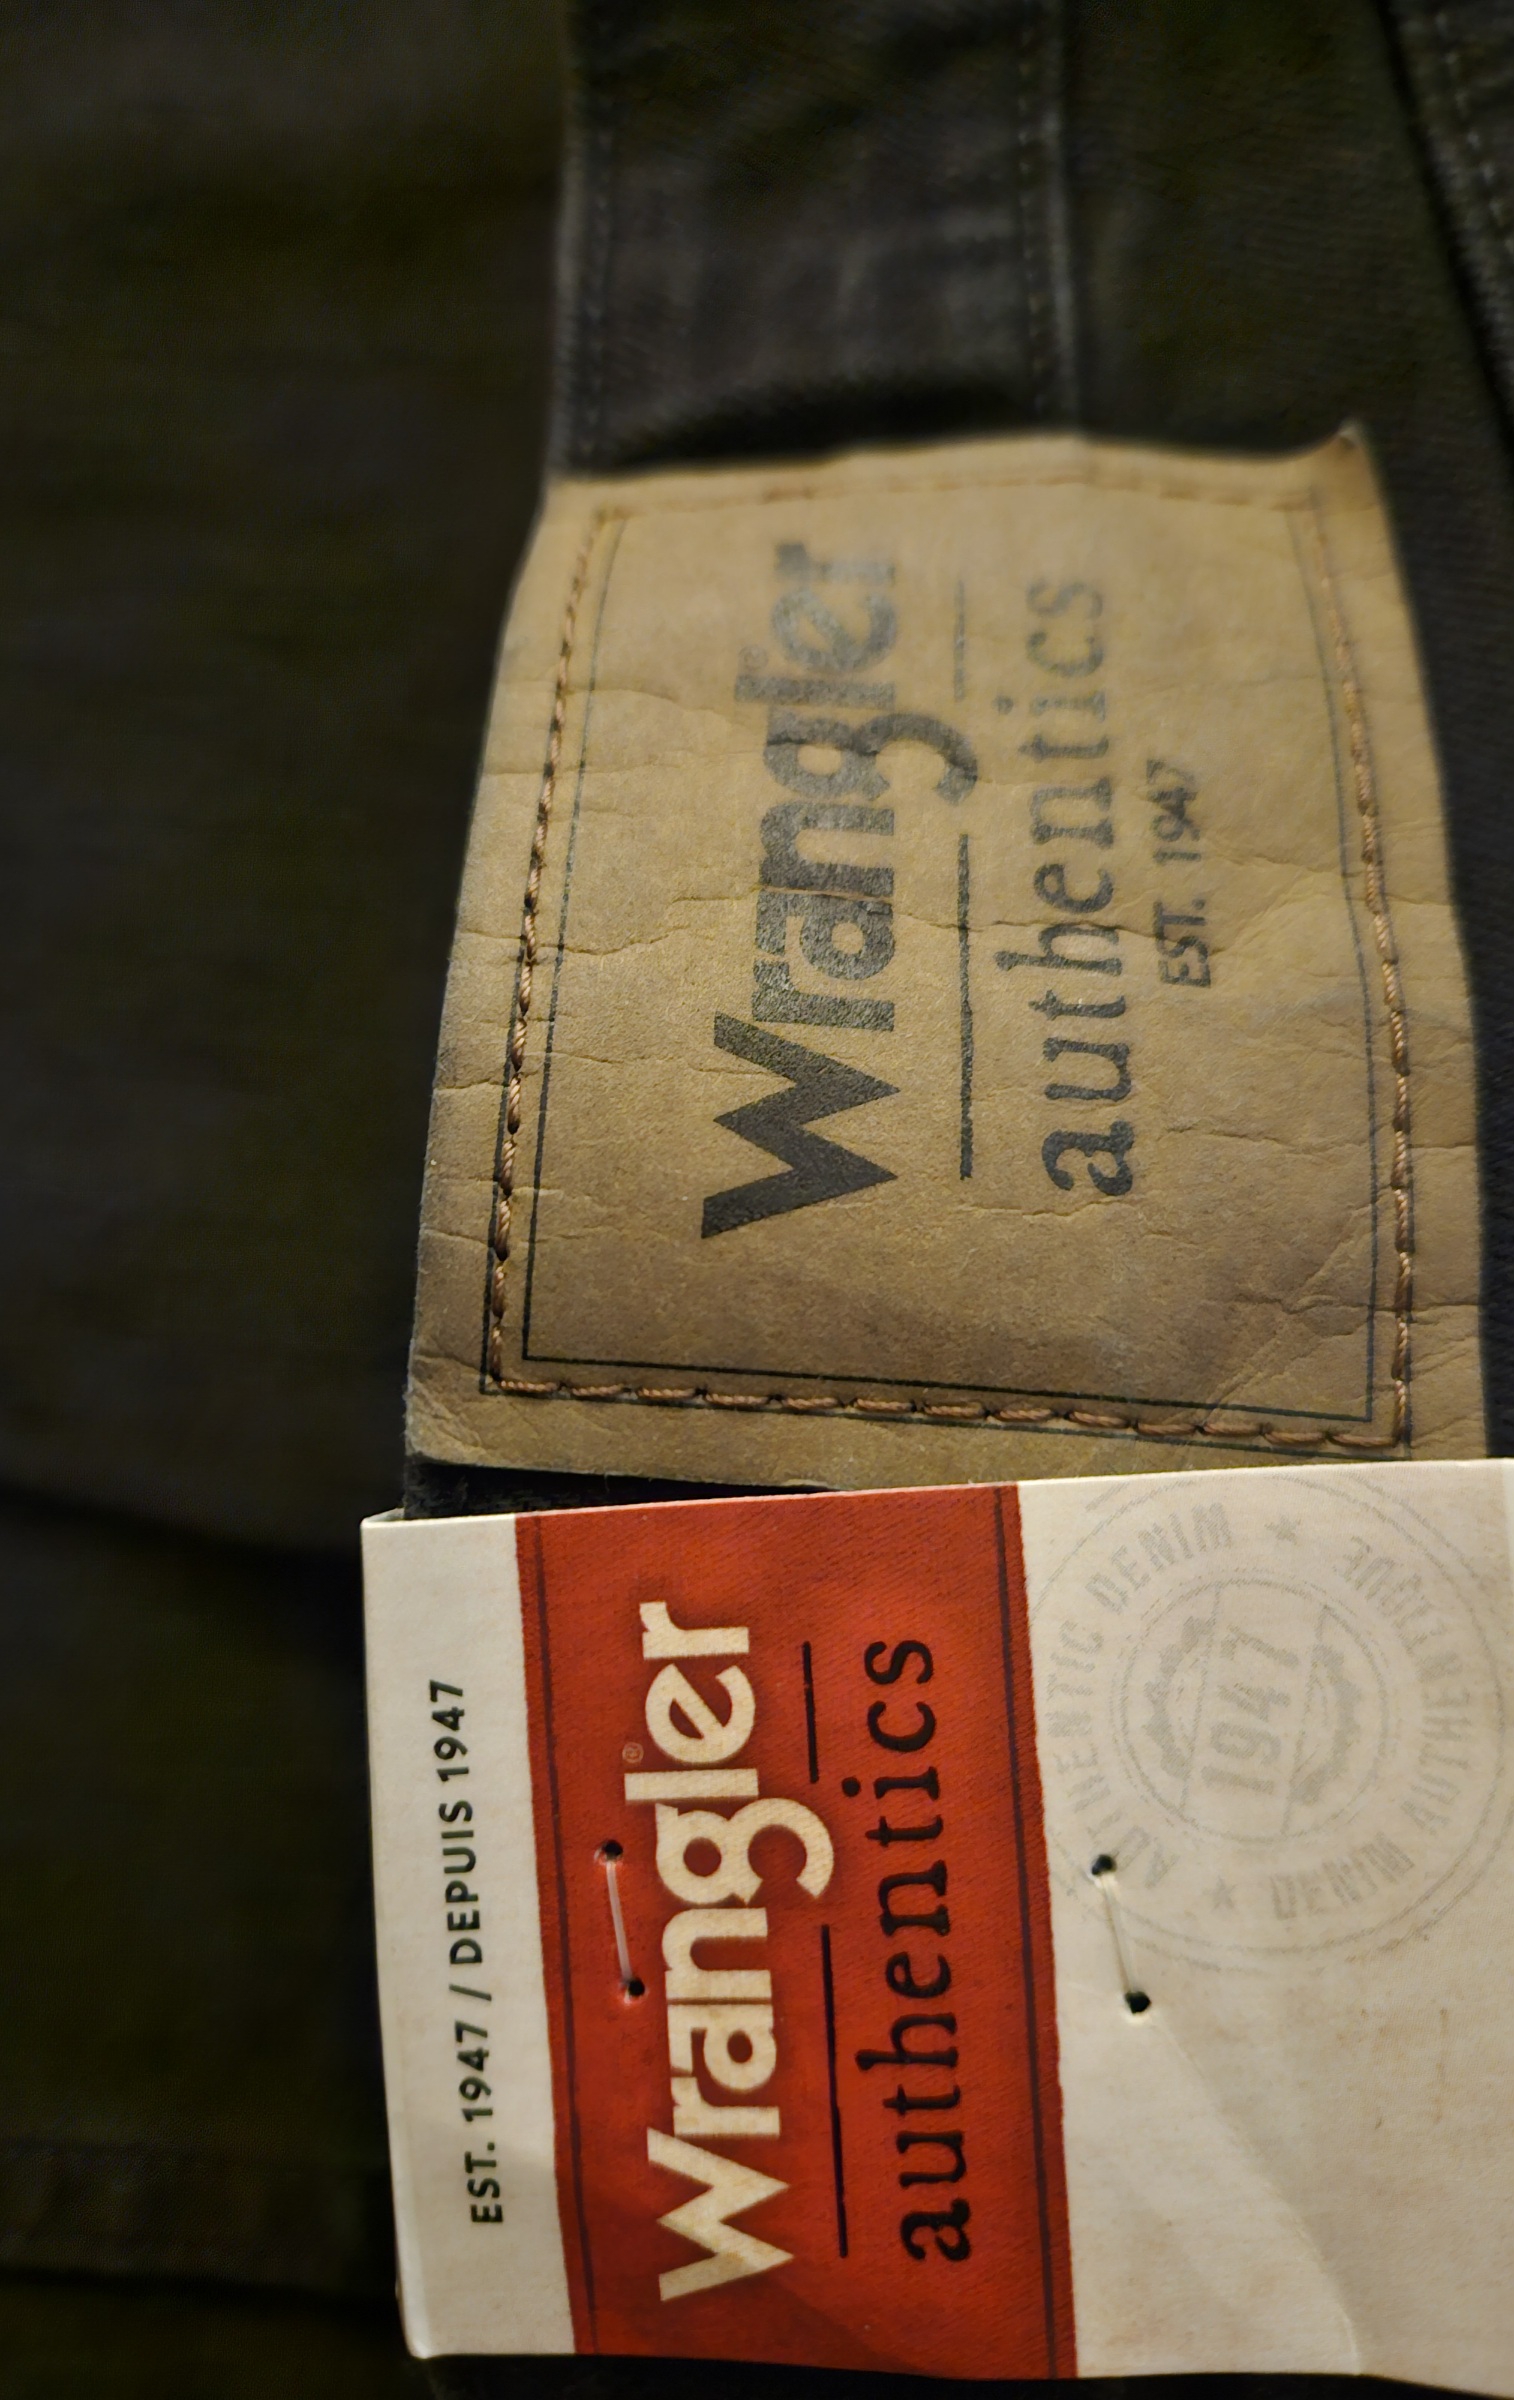 Wrangler®
authentics
EST. 1947
EST. 1947 / DEPUIS 1947
Wrangler®
authentics
AUTHENTIC DENIM ★ DENIM AUTHENTIQUE ★
1947